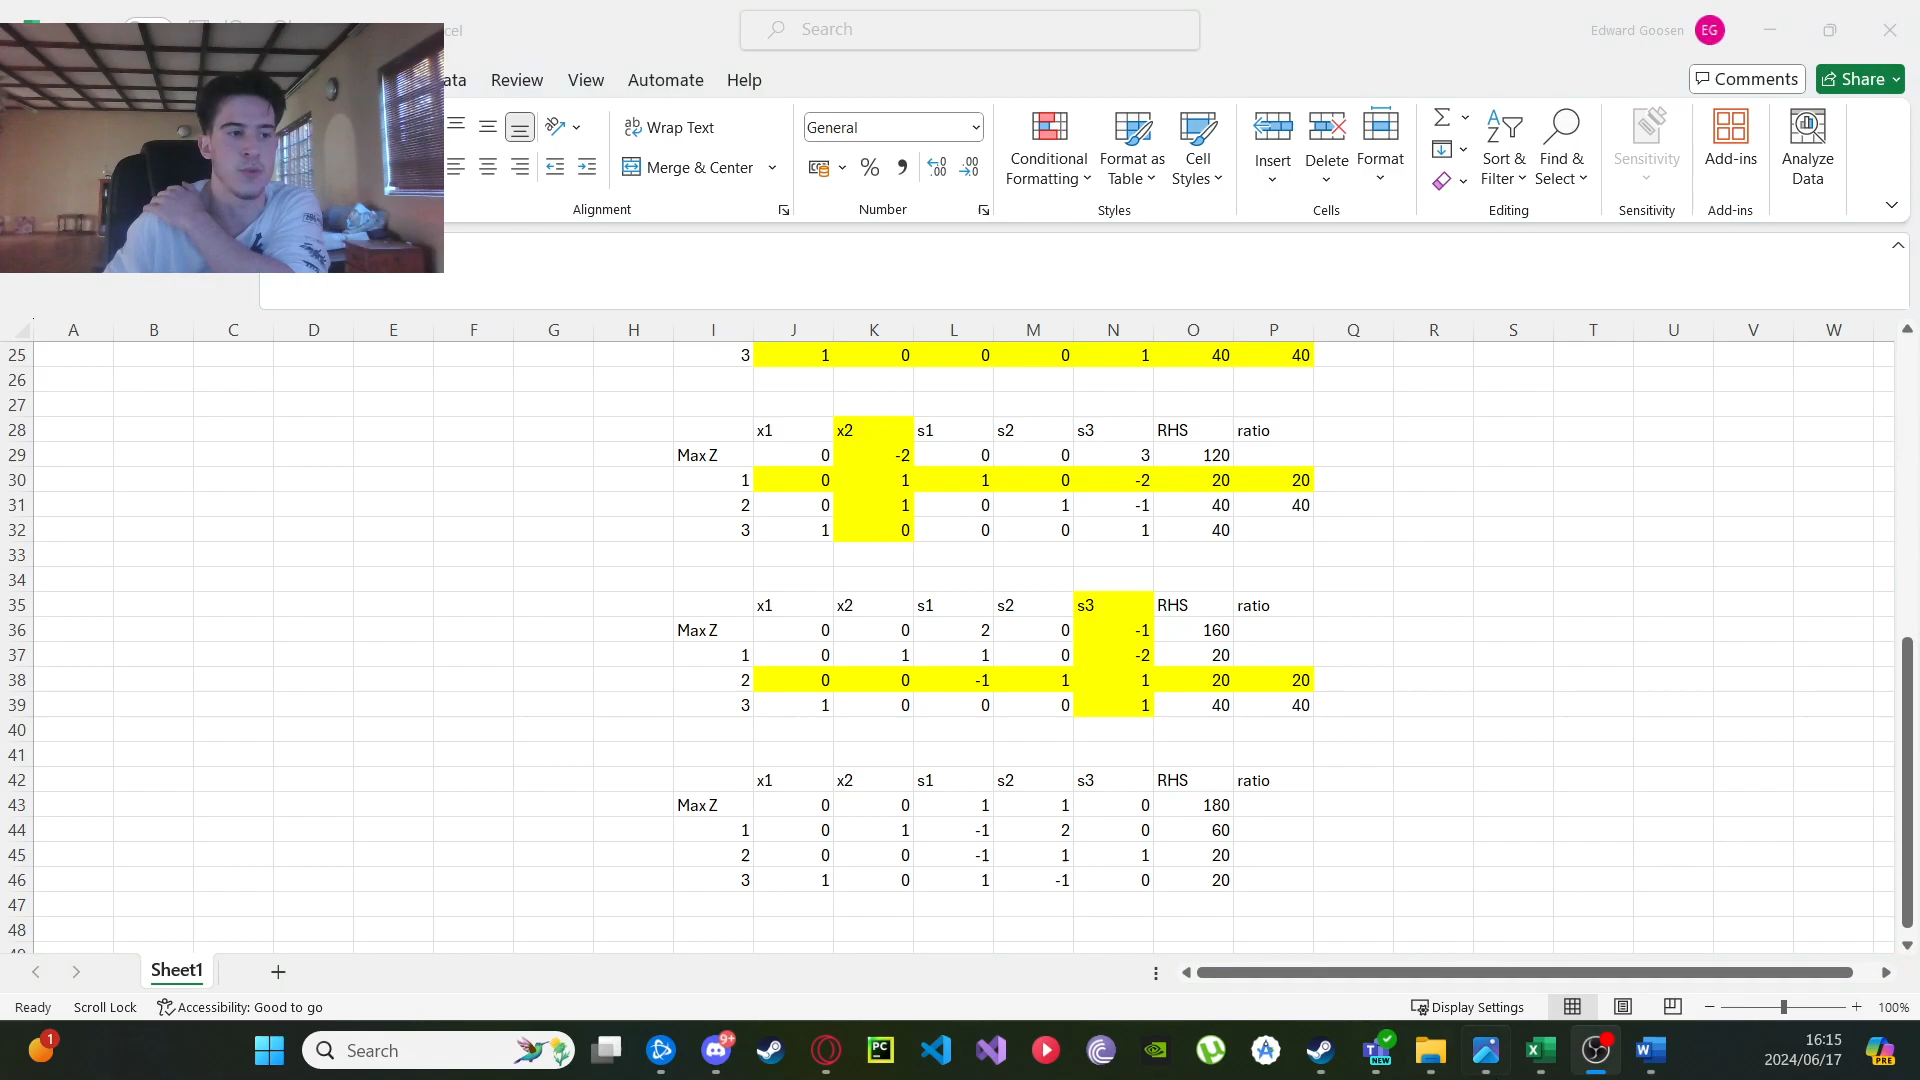 cel
Search
Edward Goosen
EG
ata
Review
View
Automate
Help
Comments
Share
Wrap Text
Merge & Center
General
Conditional Formatting
Format as Table
Cell Styles
Insert
Delete
Format
Sort & Filter
Find & Select
Sensitivity
Add-ins
Analyze Data
Alignment
Number
Styles
Cells
Editing
Sensitivity
Add-ins
A B C D E F G H I J K L M N O P Q R S T U V W
25 3 1 0 0 0 1 40 40
26
27
28 x1 x2 s1 s2 s3 RHS ratio
29 Max Z 0 -2 0 0 3 120
30 1 0 1 1 0 -2 20 20
31 2 0 1 0 1 -1 40 40
32 3 1 0 0 0 1 40
33
34
35 x1 x2 s1 s2 s3 RHS ratio
36 Max Z 0 0 2 0 -1 160
37 1 0 1 1 0 -2 20
38 2 0 0 -1 1 1 20 20
39 3 1 0 0 0 1 40 40
40
41
42 x1 x2 s1 s2 s3 RHS ratio
43 Max Z 0 0 1 1 0 180
44 1 0 1 -1 2 0 60
45 2 0 0 -1 1 1 20
46 3 1 0 1 -1 0 20
47
48
Sheet1
Ready
Scroll Lock
Accessibility: Good to go
Display Settings
100%
1
Search
9+
PC
NEW
16:15
2024/06/17
PRE